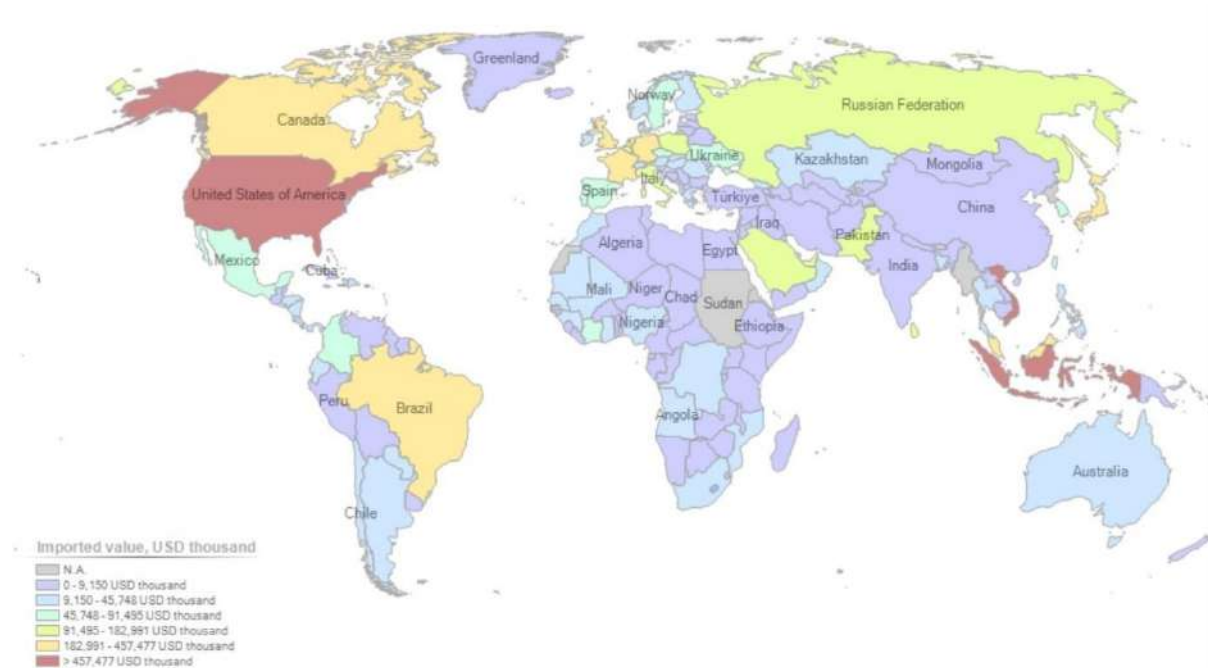 Greenland
Norway
Russian Federation
Canada
Ukraine
Kazakhstan
Mongolia
Italy
Spain
United States of America
Türkiye
China
Iraq
Pakistan
Algeria
Egypt
India
Mexico
Cuba
Mali
Niger
Chad
Sudan
Nigeria
Ethiopia
Peru
Brazil
Angola
Australia
Chile
Imported value, USD thousand
N.A.
0 - 9,150 USD thousand
9,150 - 45,748 USD thousand
45,748 - 91,495 USD thousand
91,495 - 182,991 USD thousand
182,991 - 457,477 USD thousand
> 457,477 USD thousand